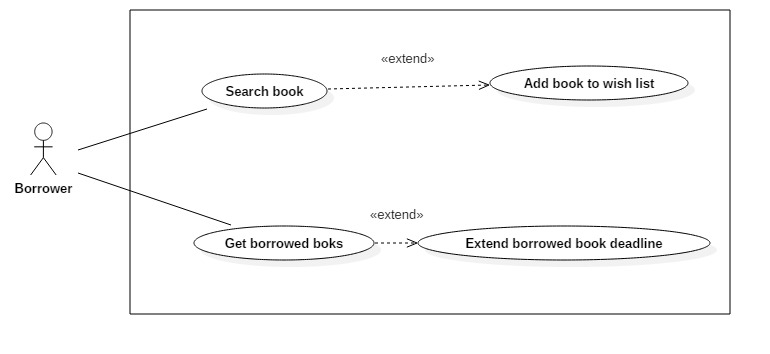 «extend»
Search book
Add book to wish list
Borrower
«extend»
Get borrowed boks
Extend borrowed book deadline